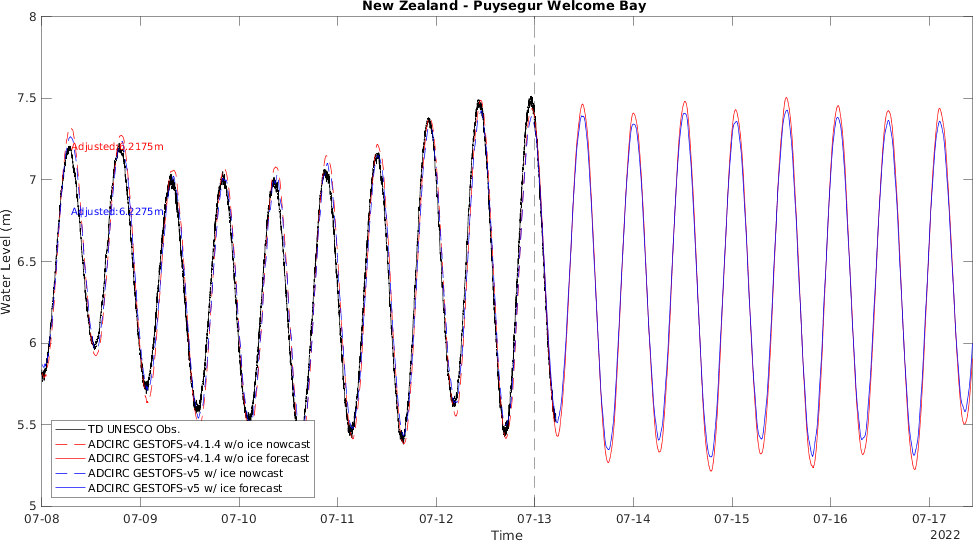 New Zealand - Puysegur Welcome Bay
8
7.5
7
6.5
6
5.5
5
Water Level (m)
Adjusted:6.2175m
Adjusted:6.2275m
TD UNESCO Obs.
ADCIRC GESTOFS-v4.1.4 w/o ice nowcast
ADCIRC GESTOFS-v4.1.4 w/o ice forecast
ADCIRC GESTOFS-v5 w/ ice nowcast
ADCIRC GESTOFS-v5 w/ ice forecast
07-08 07-09 07-10 07-11 07-12 07-13 07-14 07-15 07-16 07-17
Time
2022